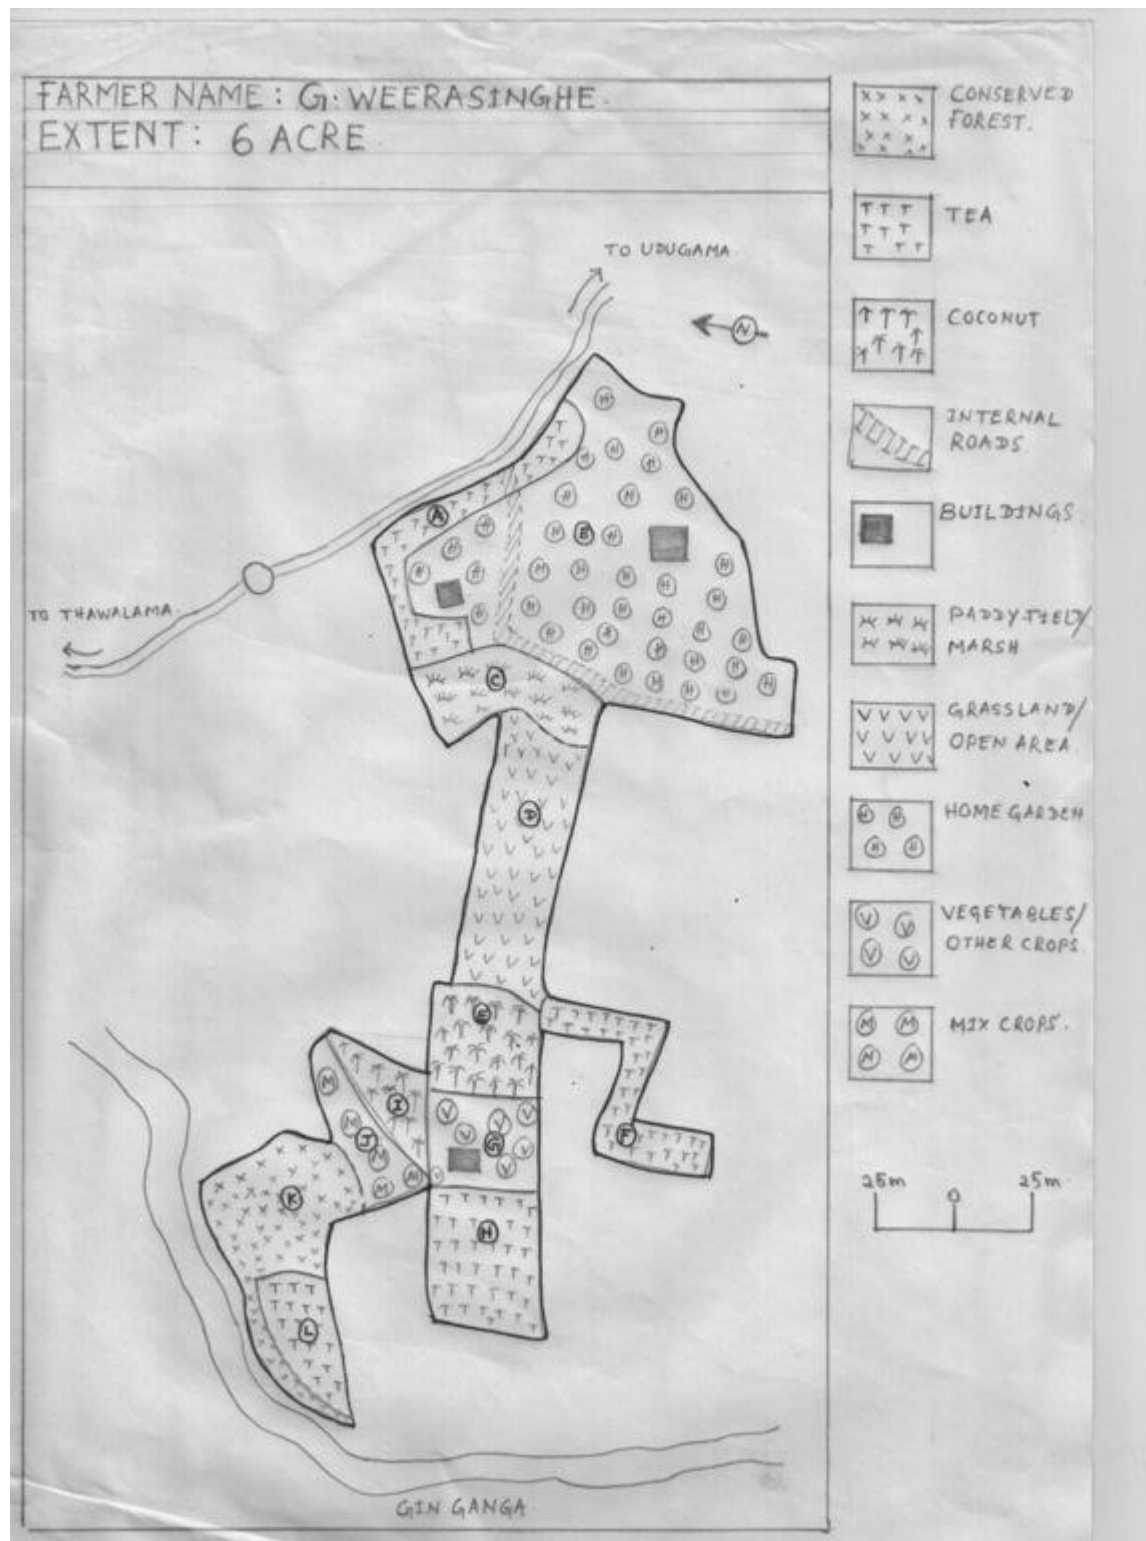 FARMER NAME: G. WEERASINGHE.
EXTENT: 6 ACRE
TO UDUGAMA
N
TO THAWALAMA
A
B
C
D
E
F
G
H
I
J
K
L
GIN GANGA
CONSERVED
FOREST.
TEA
COCONUT
INTERNAL
ROADS
BUILDINGS
PADDY FIELD/
MARSH
GRASSLAND/
OPEN AREA
HOME GARDEN
VEGETABLES/
OTHER CROPS
MIX CROPS.
25m 0 25m